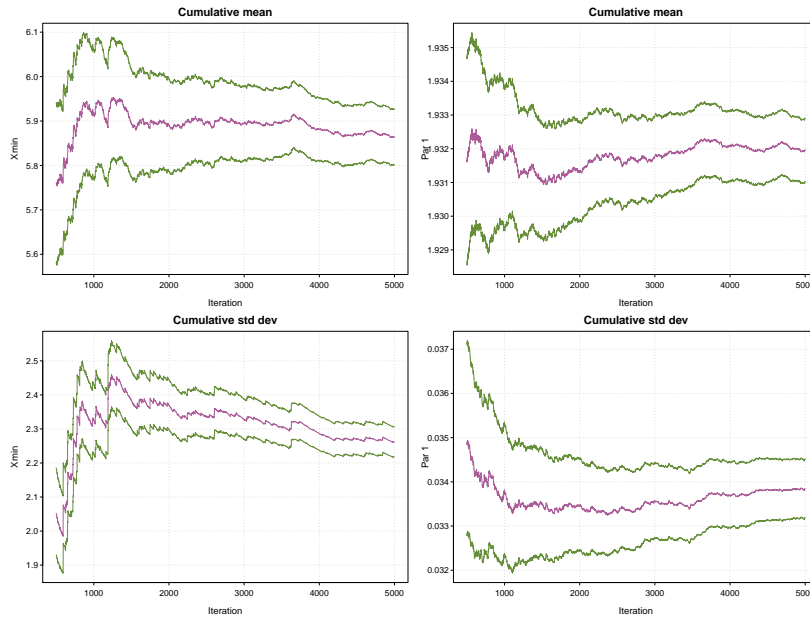 Cumulative mean
Xmin
6.1
6.0
5.9
5.8
5.7
5.6
1000 2000 3000 4000 5000
Iteration
Cumulative mean
Par 1
1.935
1.934
1.933
1.932
1.931
1.930
1.929
1000 2000 3000 4000 5000
Iteration
Cumulative std dev
Xmin
2.5
2.4
2.3
2.2
2.1
2.0
1.9
1000 2000 3000 4000 5000
Iteration
Cumulative std dev
Par 1
0.037
0.036
0.035
0.034
0.033
0.032
1000 2000 3000 4000 5000
Iteration